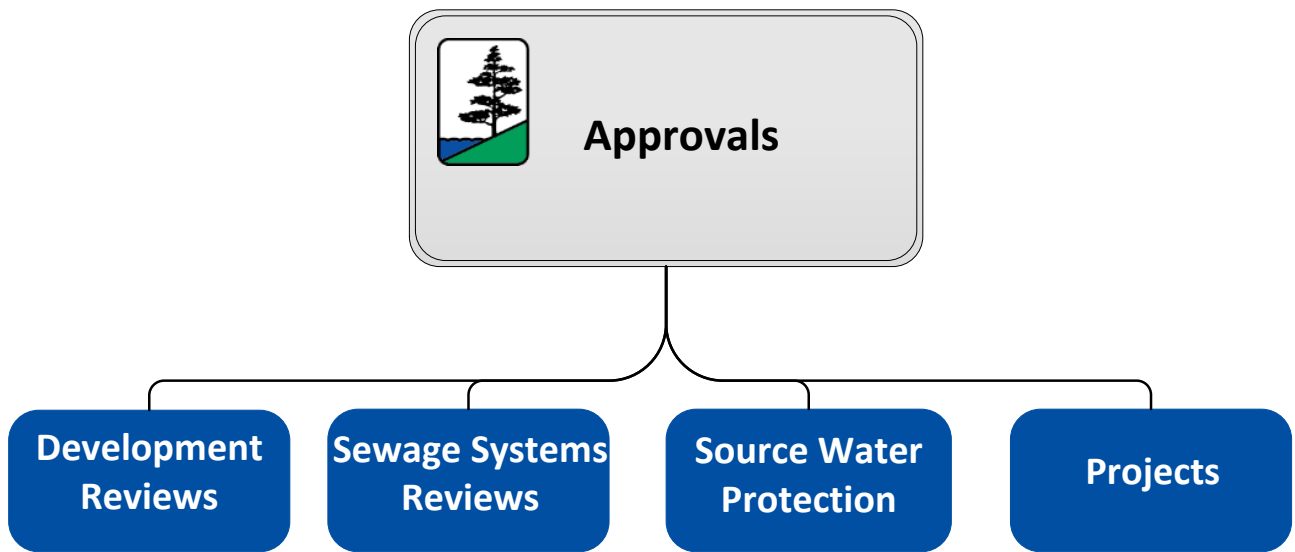 Approvals
Development
Reviews
Sewage Systems
Reviews
Source Water
Protection
Projects